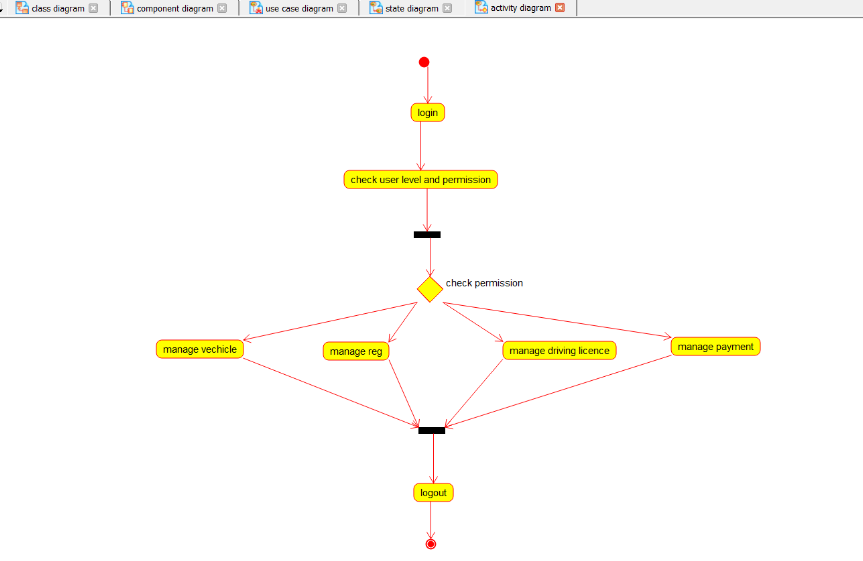 class diagram
component diagram
use case diagram
state diagram
activity diagram
login
check user level and permission
check permission
manage vechicle
manage reg
manage driving licence
manage payment
logout